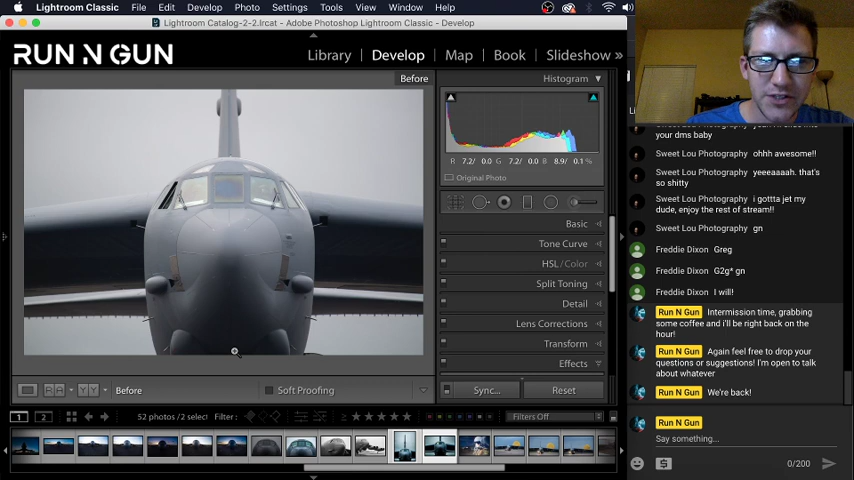 Lightroom Classic File Edit Develop Photo Settings Tools View Window Help
Lightroom Catalog-2-2.lrcat - Adobe Photoshop Lightroom Classic - Develop
RUN N GUN
Library | Develop | Map | Book | Slideshow »
Before
Histogram
R 7.2/ 0.0 G 7.2/ 0.0 B 8.9/ 0.1 %
Original Photo
Basic
Tone Curve
HSL / Color
Split Toning
Detail
Lens Corrections
Transform
Effects
Before
Soft Proofing
Sync...
Reset
1 2
52 photos /2 select
Filter :
Filters Off
your dms baby
Sweet Lou Photography ohhh awesome!!
Sweet Lou Photography yeeeaaaah. that's
so shitty
Sweet Lou Photography i gottta jet my
dude, enjoy the rest of stream!!
Sweet Lou Photography gn
Freddie Dixon Greg
Freddie Dixon G2g* gn
Freddie Dixon I will!
Run N Gun Intermission time, grabbing
some coffee and i'll be right back on the
hour!
Run N Gun Again feel free to drop your
questions or suggestions! I'm open to talk
about whatever
Run N Gun We're back!
Run N Gun
Say something...
0/200